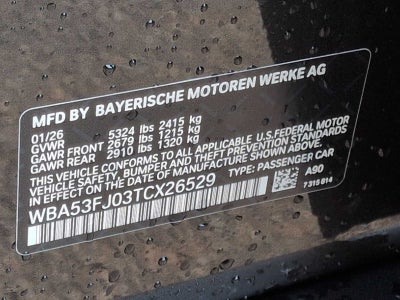 MFD BY BAYERISCHE MOTOREN WERKE AG
01/26
GVWR 5324 lbs 2415 kg
GAWR FRONT 2679 lbs 1215 kg
GAWR REAR 2910 lbs 1320 kg
THIS VEHICLE CONFORMS TO ALL APPLICABLE U.S.FEDERAL MOTOR
VEHICLE SAFETY, BUMPER, AND THEFT PREVENTION STANDARDS
IN EFFECT ON THE DATE OF MANUFACTURE SHOWN ABOVE.
WBA53FJ03TCX26529 TYPE: PASSENGER CAR
A90
7 315 814